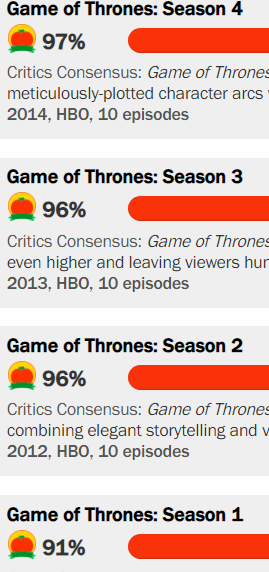 Game of Thrones: Season 4
97%
Critics Consensus: Game of Thrones
meticulously-plotted character arcs
2014, HBO, 10 episodes
Game of Thrones: Season 3
96%
Critics Consensus: Game of Thrones
even higher and leaving viewers hun
2013, HBO, 10 episodes
Game of Thrones: Season 2
96%
Critics Consensus: Game of Thrones
combining elegant storytelling and v
2012, HBO, 10 episodes
Game of Thrones: Season 1
91%